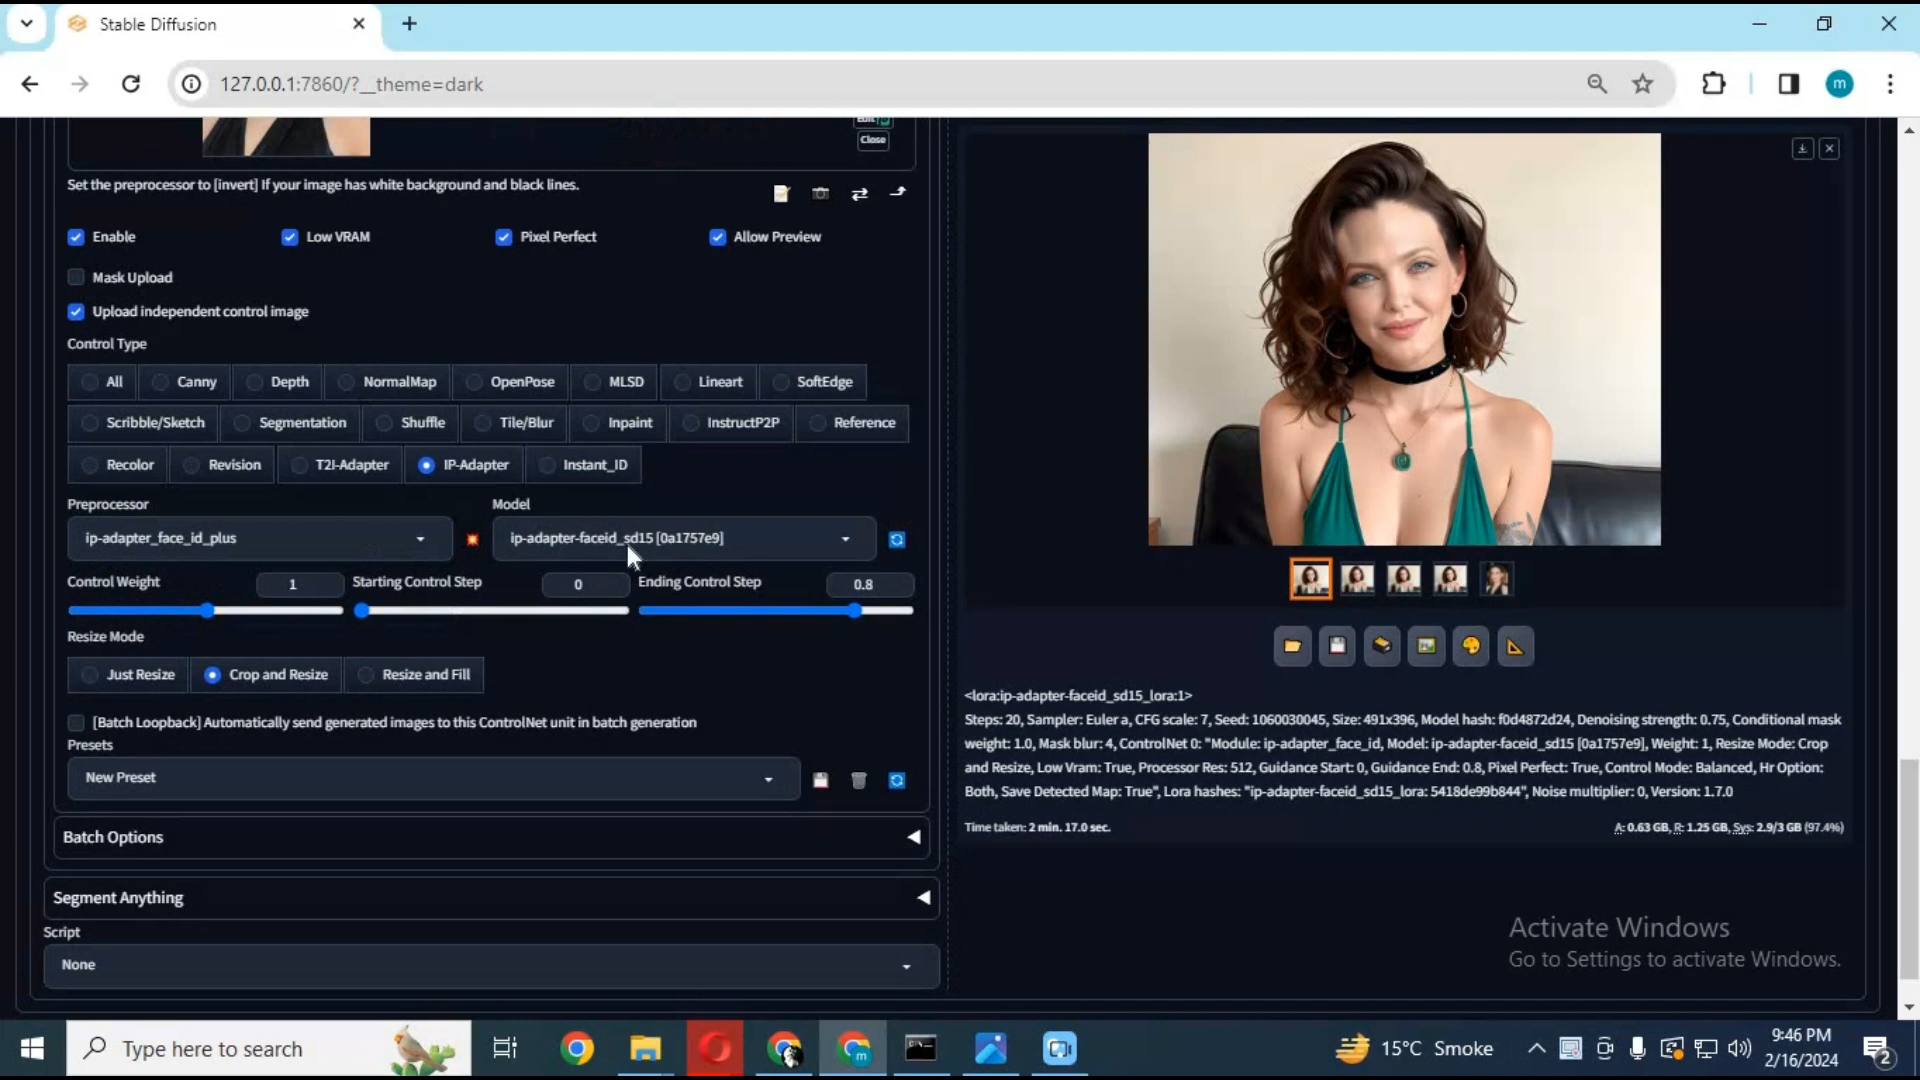 Stable Diffusion
127.0.0.1:7860/?__theme=dark
m
Edit
Close
Set the preprocessor to [invert] If your image has white background and black lines.
Enable Low VRAM Pixel Perfect Allow Preview
Mask Upload
Upload independent control image
Control Type
All Canny Depth NormalMap OpenPose MLSD Lineart SoftEdge
Scribble/Sketch Segmentation Shuffle Tile/Blur Inpaint InstructP2P Reference
Recolor Revision T2I-Adapter IP-Adapter Instant_ID
Preprocessor Model
ip-adapter_face_id_plus ip-adapter-faceid_sd15 [0a1757e9]
Control Weight 1 Starting Control Step 0 Ending Control Step 0.8
Resize Mode
Just Resize Crop and Resize Resize and Fill
[Batch Loopback] Automatically send generated images to this ControlNet unit in batch generation
Presets
New Preset
Batch Options
Segment Anything
Script
None
<lora:ip-adapter-faceid_sd15_lora:1>
Steps: 20, Sampler: Euler a, CFG scale: 7, Seed: 1060030045, Size: 491x396, Model hash: f0d4872d24, Denoising strength: 0.75, Conditional mask
weight: 1.0, Mask blur: 4, ControlNet 0: "Module: ip-adapter_face_id, Model: ip-adapter-faceid_sd15 [0a1757e9], Weight: 1, Resize Mode: Crop
and Resize, Low Vram: True, Processor Res: 512, Guidance Start: 0, Guidance End: 0.8, Pixel Perfect: True, Control Mode: Balanced, Hr Option:
Both, Save Detected Map: True", Lora hashes: "ip-adapter-faceid_sd15_lora: 5418de99b844", Noise multiplier: 0, Version: 1.7.0
Time taken: 2 min. 17.0 sec. A: 0.63 GB, R: 1.25 GB, Sys: 2.9/3 GB (97.4%)
Activate Windows
Go to Settings to activate Windows.
Type here to search
m
15°C Smoke
9:46 PM
2/16/2024
2